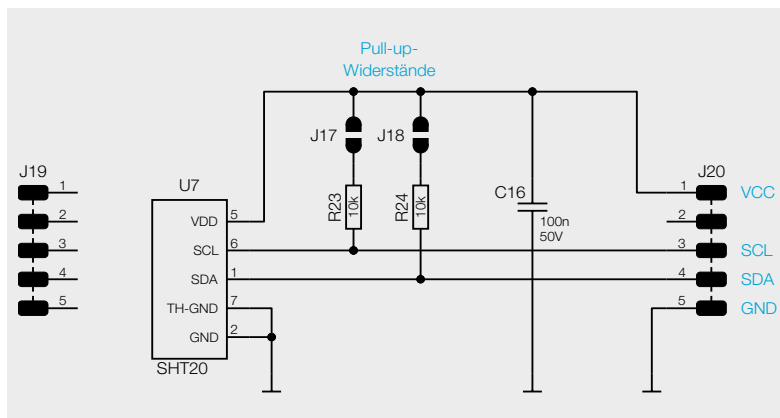 Pull-up-
Widerstände
J17
J18
J19
1
2
3
4
5
U7
VDD
5
SCL
6
SDA
1
TH-GND
7
GND
2
SHT20
R23
10k
R24
10k
C16
100n
50V
J20
1
VCC
2
3
SCL
4
SDA
5
GND